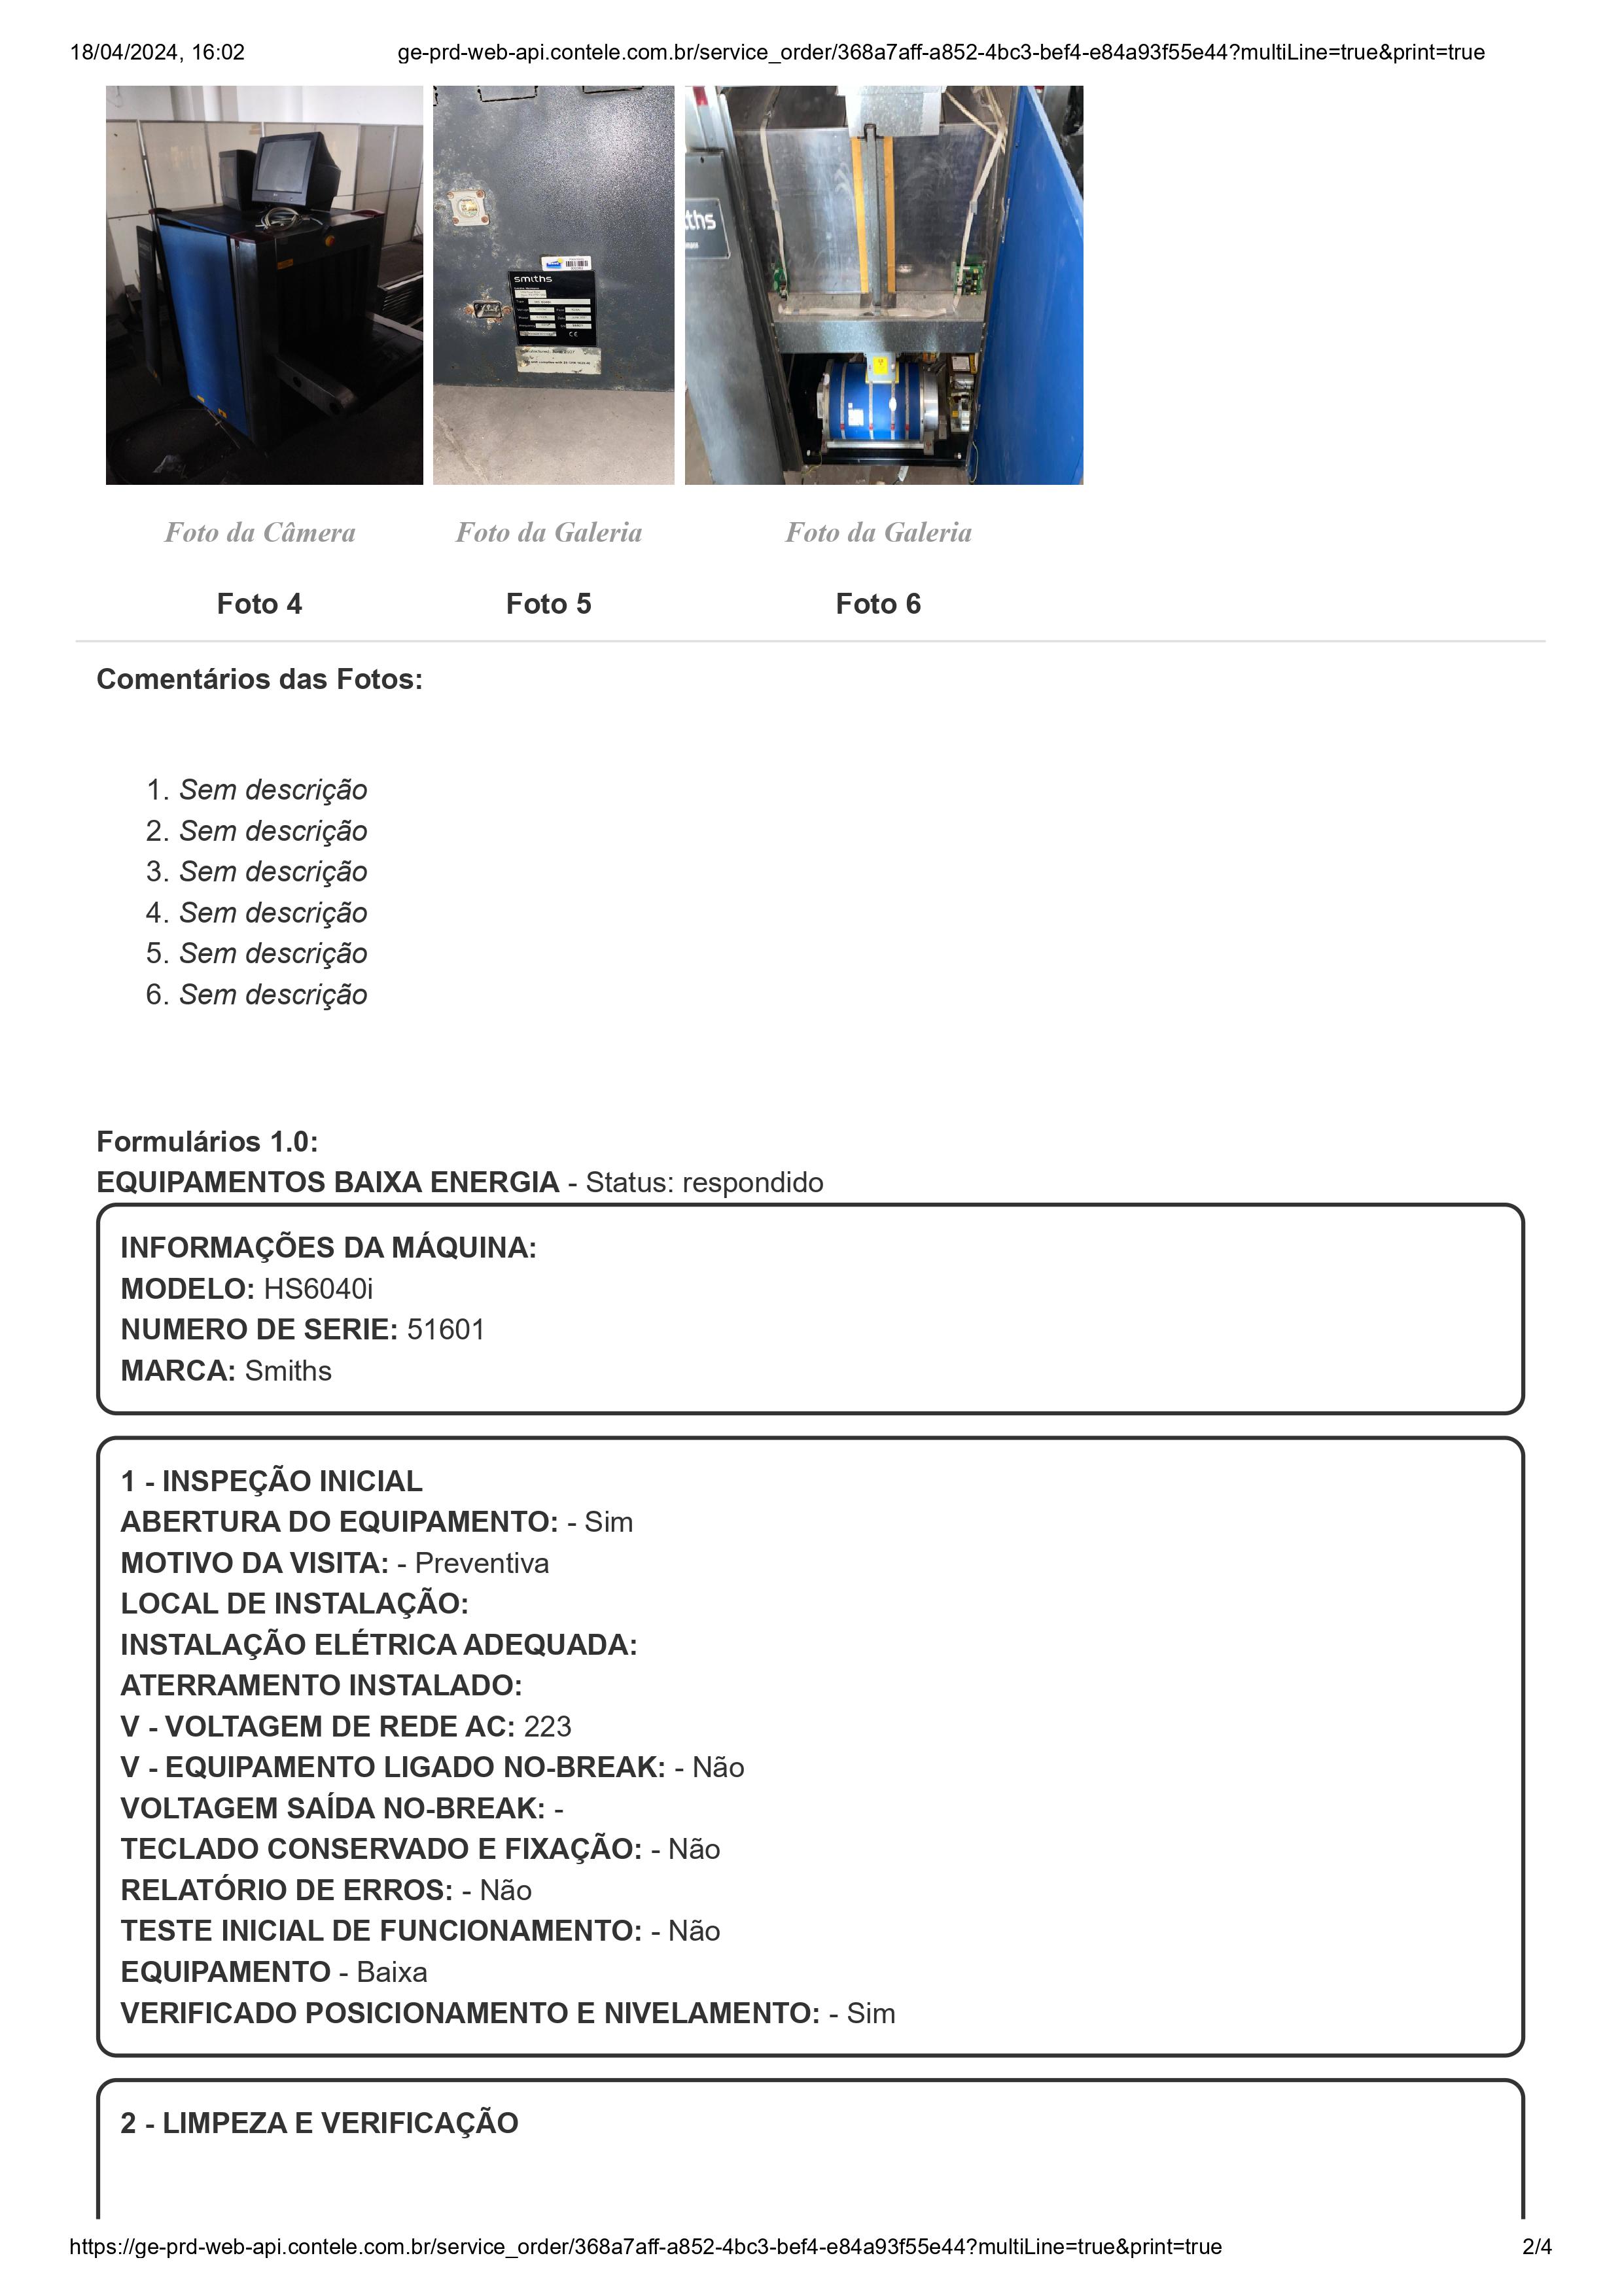 18/04/2024, 16:02
ge-prd-web-api.contele.com.br/service_order/368a7aff-a852-4bc3-bef4-e84a93f55e44?multiLine=true&print=true
smiths
ths
Foto da Câmera
Foto da Galeria
Foto da Galeria
Foto 4
Foto 5
Foto 6
Comentários das Fotos:
1. Sem descrição
2. Sem descrição
3. Sem descrição
4. Sem descrição
5. Sem descrição
6. Sem descrição
Formulários 1.0:
EQUIPAMENTOS BAIXA ENERGIA - Status: respondido
INFORMAÇÕES DA MÁQUINA:
MODELO: HS6040i
NUMERO DE SERIE: 51601
MARCA: Smiths
1 - INSPEÇÃO INICIAL
ABERTURA DO EQUIPAMENTO: - Sim
MOTIVO DA VISITA: - Preventiva
LOCAL DE INSTALAÇÃO:
INSTALAÇÃO ELÉTRICA ADEQUADA:
ATERRAMENTO INSTALADO:
V - VOLTAGEM DE REDE AC: 223
V - EQUIPAMENTO LIGADO NO-BREAK: - Não
VOLTAGEM SAÍDA NO-BREAK: -
TECLADO CONSERVADO E FIXAÇÃO: - Não
RELATÓRIO DE ERROS: - Não
TESTE INICIAL DE FUNCIONAMENTO: - Não
EQUIPAMENTO - Baixa
VERIFICADO POSICIONAMENTO E NIVELAMENTO: - Sim
2 - LIMPEZA E VERIFICAÇÃO
https://ge-prd-web-api.contele.com.br/service_order/368a7aff-a852-4bc3-bef4-e84a93f55e44?multiLine=true&print=true
2/4